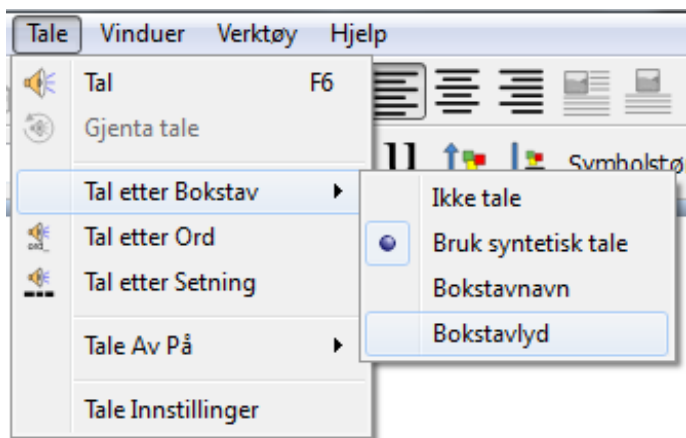 Tale Vinduer Verktøy Hjelp
Tal F6
Gjenta tale
Tal etter Bokstav
Tal etter Ord
Tal etter Setning
Tale Av På
Tale Innstillinger
Ikke tale
Bruk syntetisk tale
Bokstavnavn
Bokstavlyd